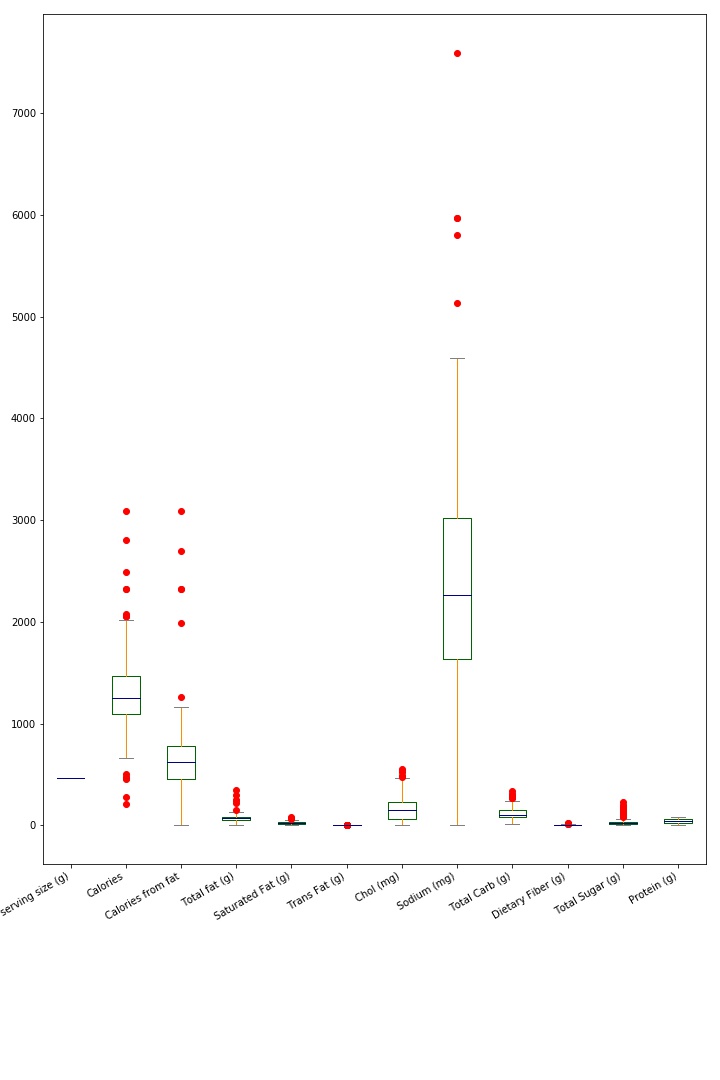 7000
6000
5000
4000
3000
2000
1000
0
serving size (g)
Calories
Calories from fat
Total fat (g)
Saturated Fat (g)
Trans Fat (g)
Chol (mg)
Sodium (mg)
Total Carb (g)
Dietary Fiber (g)
Total Sugar (g)
Protein (g)